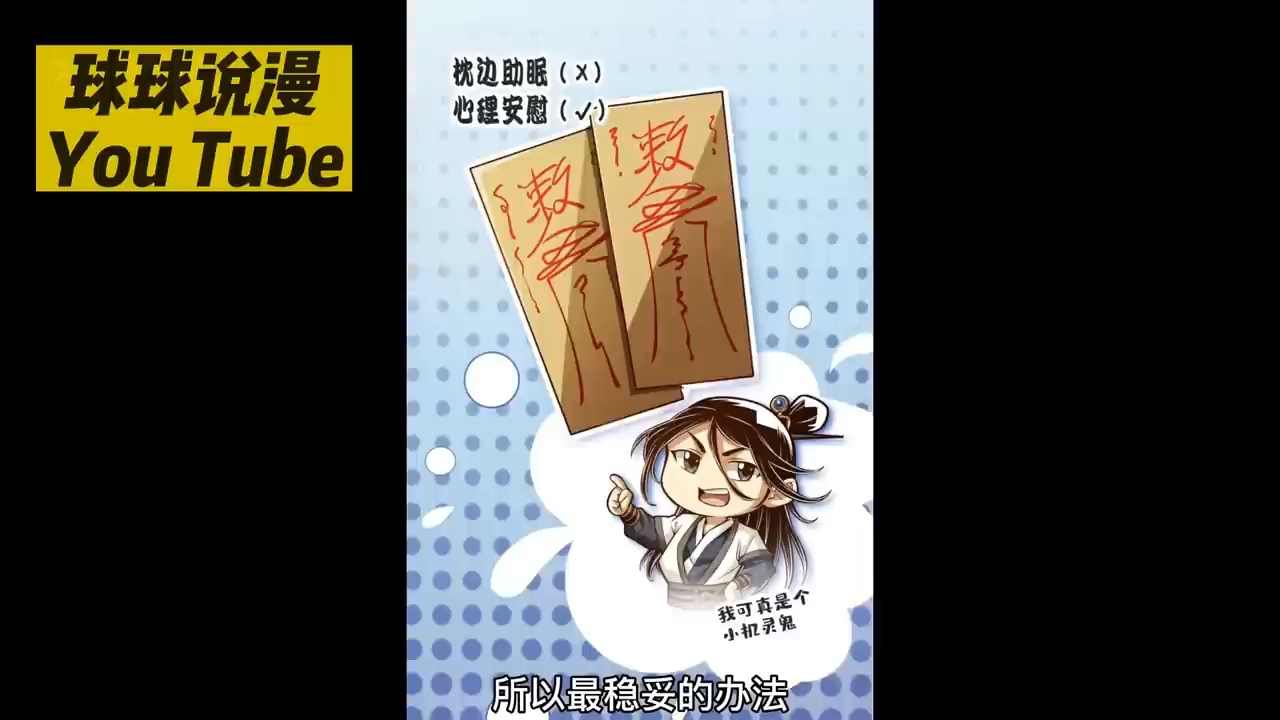 球球说漫
You Tube
枕边助眠（×）
心理安慰（✓）
我可真是个
小机灵鬼
所以最稳妥的办法